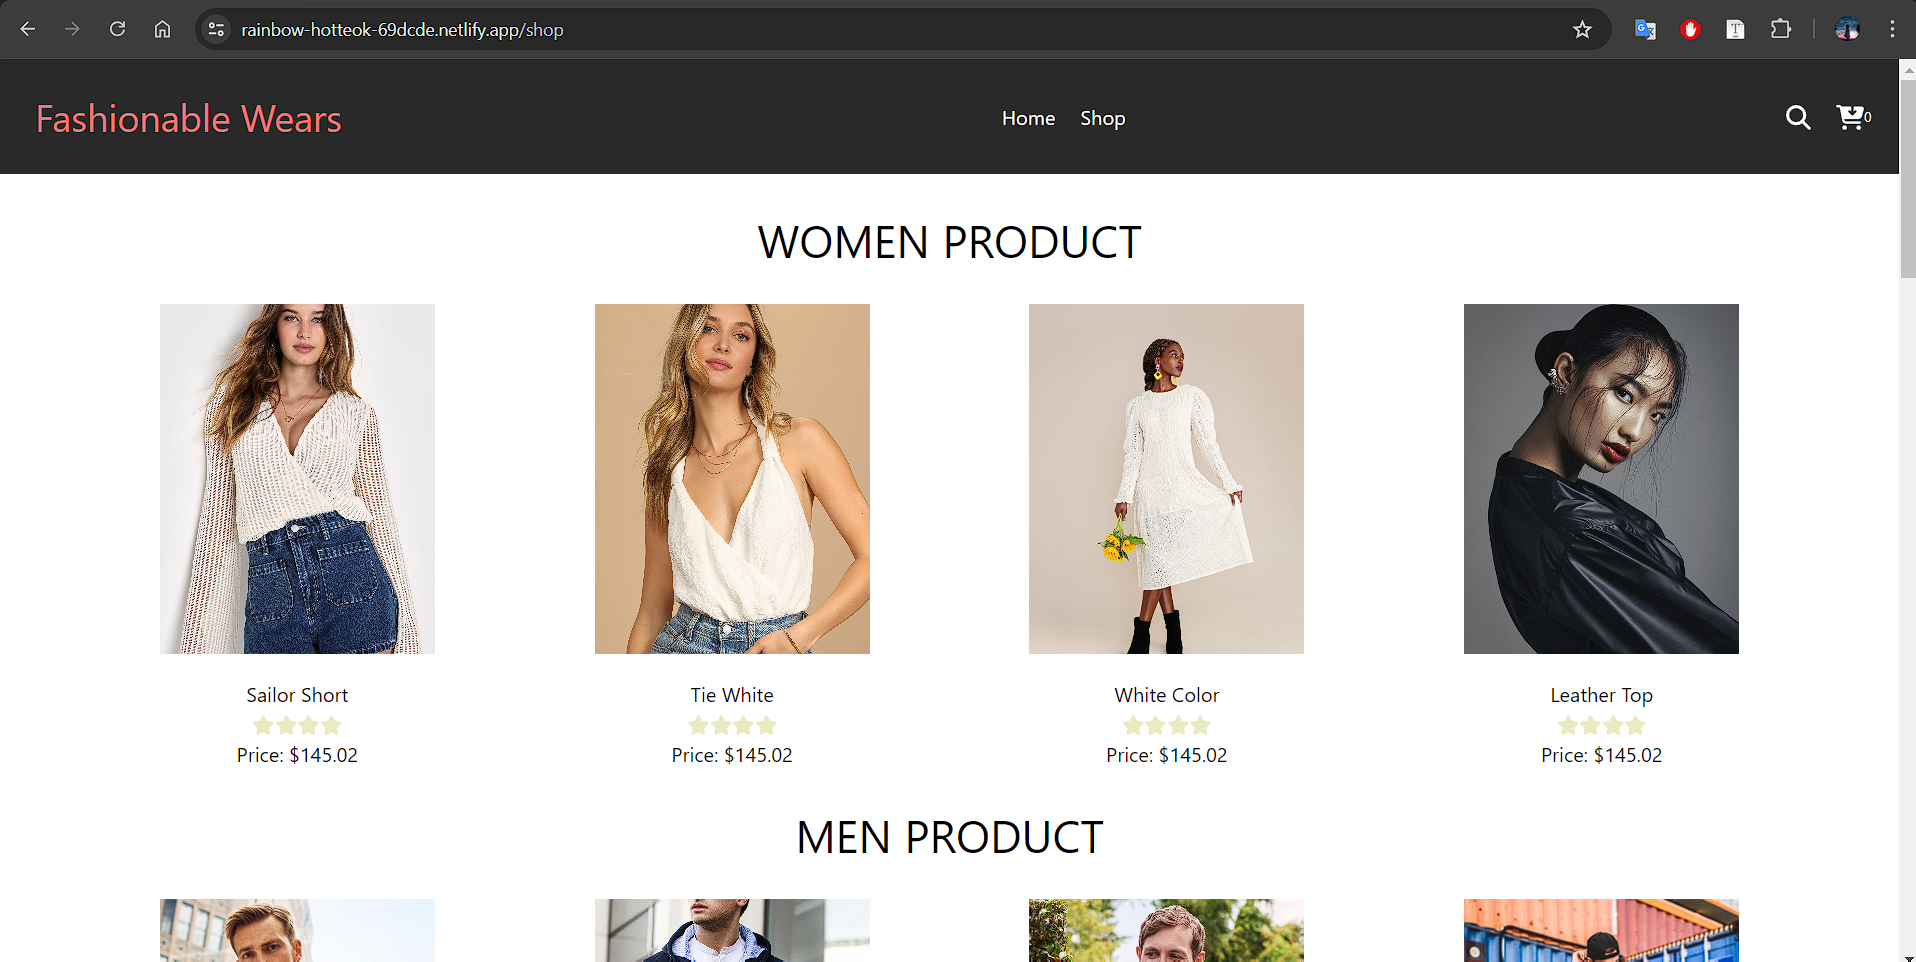 rainbow-hotteok-69dcde.netlify.app/shop
Fashionable Wears
Home Shop
0
WOMEN PRODUCT
Sailor Short
Price: $145.02
Tie White
Price: $145.02
White Color
Price: $145.02
Leather Top
Price: $145.02
MEN PRODUCT